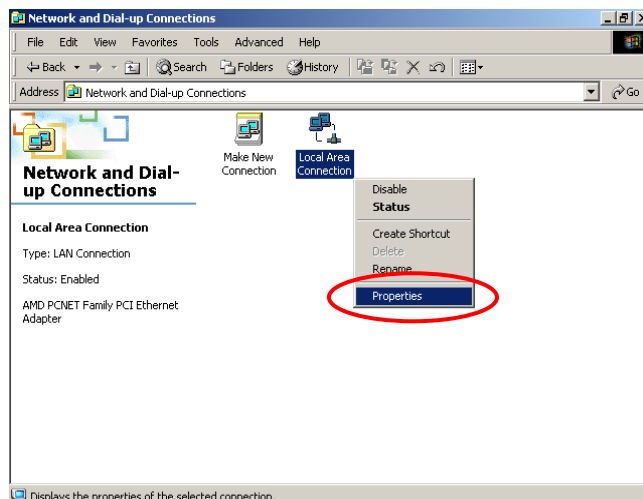 Network and Dial-up Connections
File Edit View Favorites Tools Advanced Help
Back Search Folders History
Address Network and Dial-up Connections Go
Make New Connection
Local Area Connection
Network and Dial-
up Connections
Local Area Connection
Type: LAN Connection
Status: Enabled
AMD PCNET Family PCI Ethernet
Adapter
Disable
Status
Create Shortcut
Delete
Rename
Properties
Displays the properties of the selected connection.